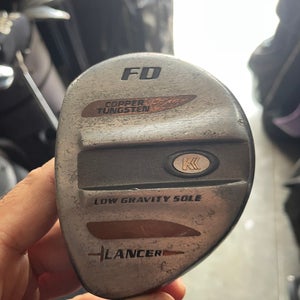 FD
COPPER
TUNGSTEN
K
LOW GRAVITY SOLE
LANCER